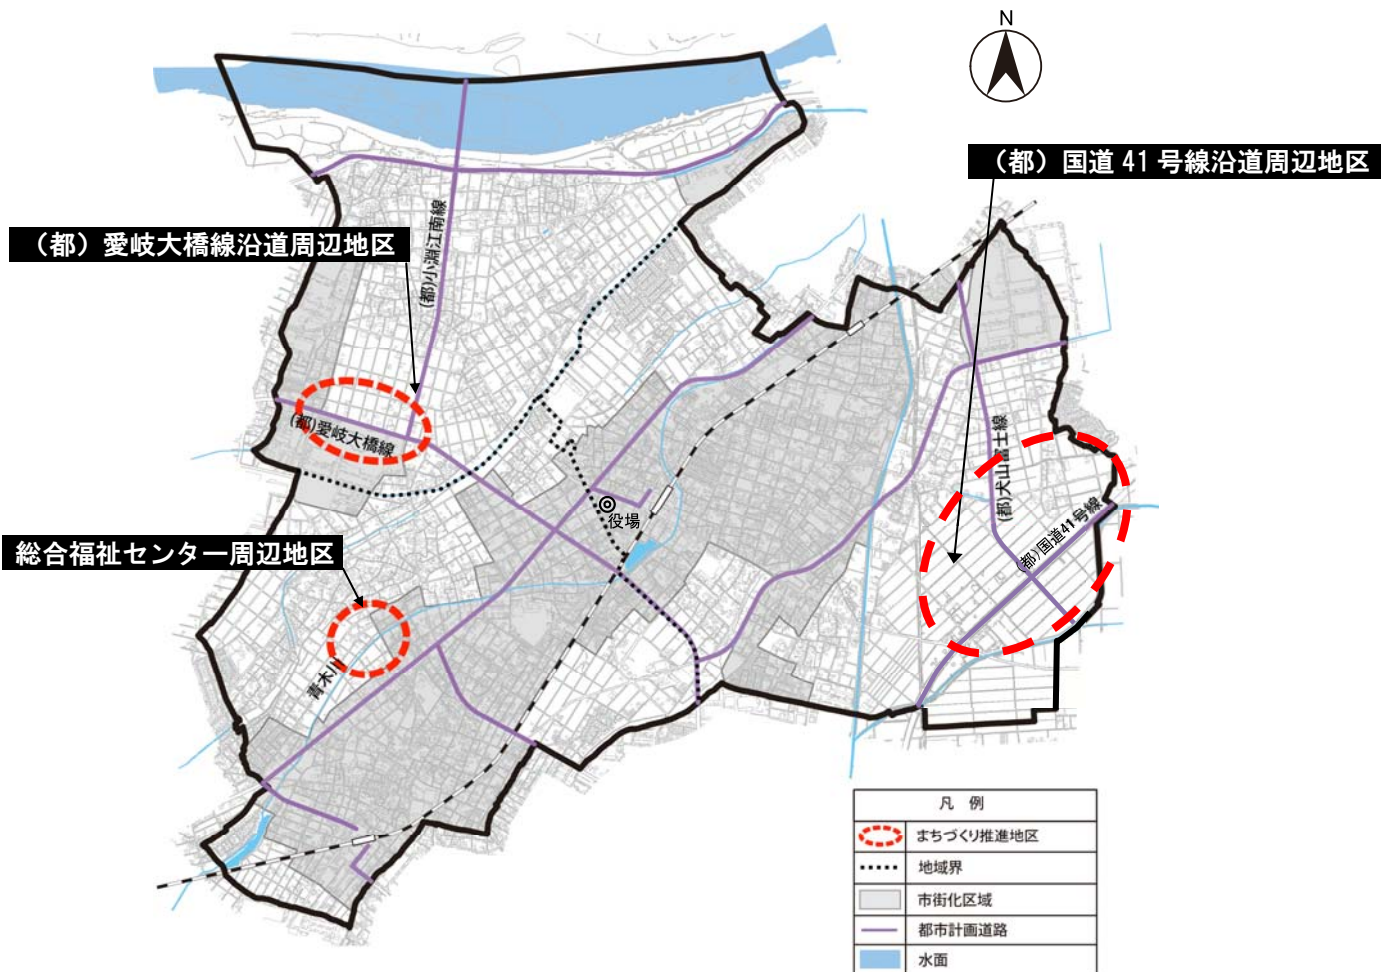 N
（都）国道 41 号線沿道周辺地区
（都）愛岐大橋線沿道周辺地区
(都)小淵江南線
(都)愛岐大橋線
(都)犬山富士線
(都)国道41号線
役場
総合福祉センター周辺地区
青木川
凡 例
まちづくり推進地区
地域界
市街化区域
都市計画道路
水面